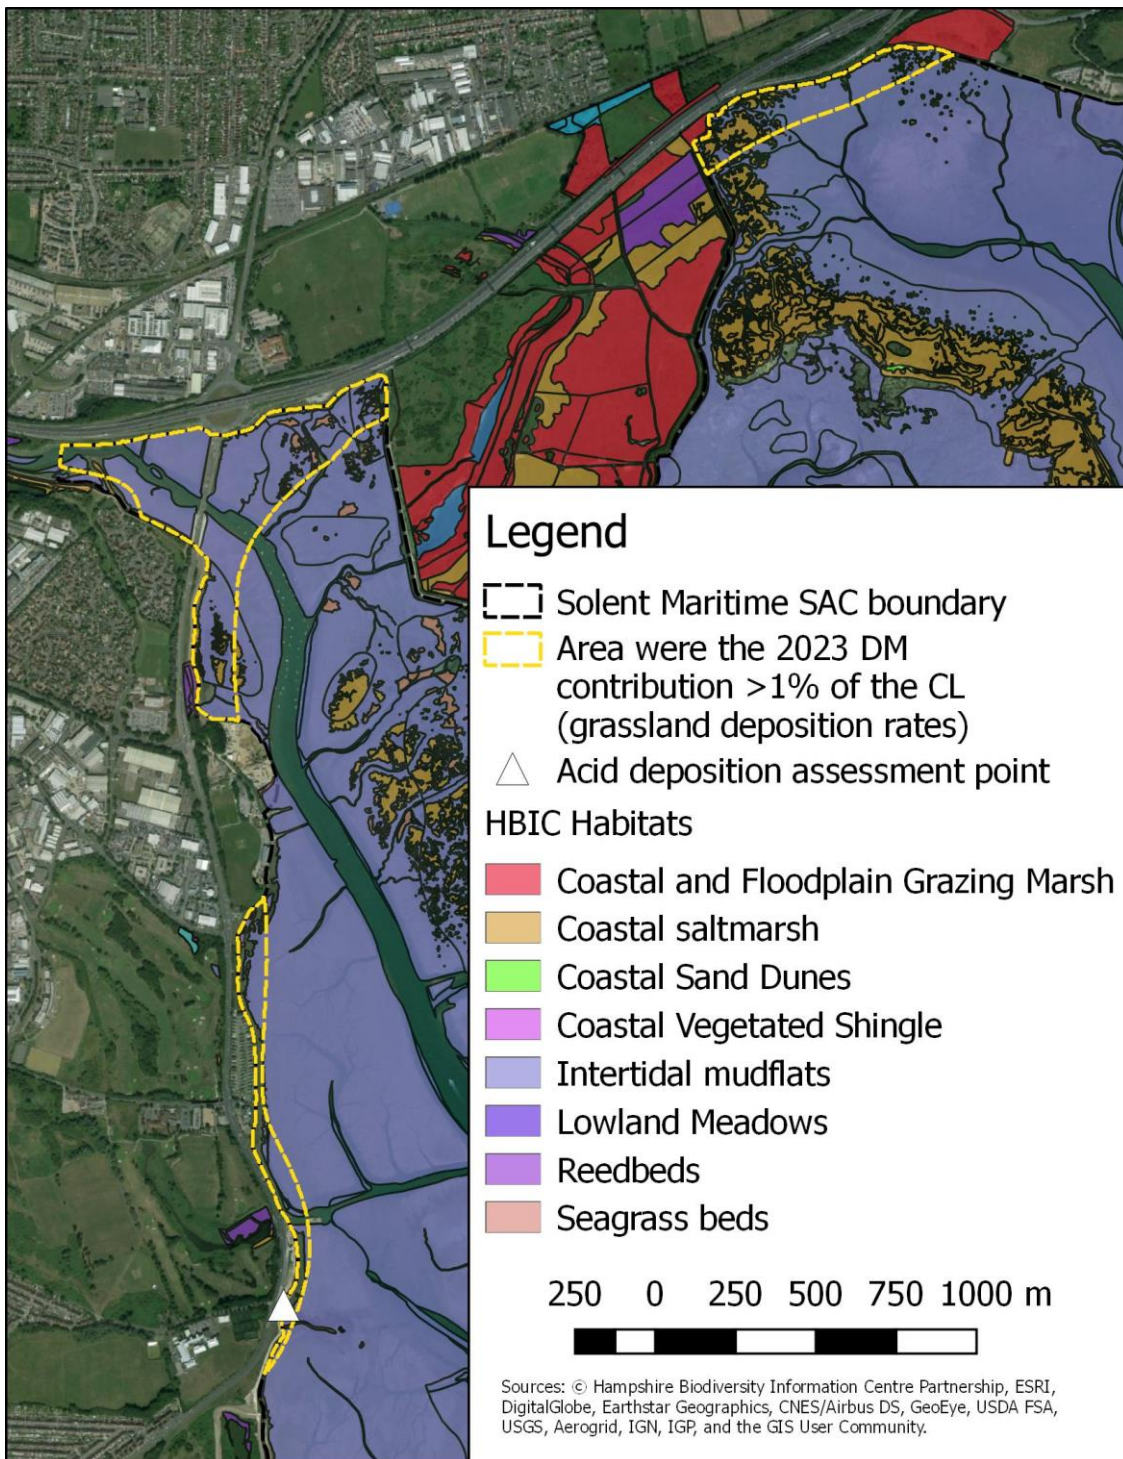 Legend
Solent Maritime SAC boundary
Area were the 2023 DM
contribution >1% of the CL
(grassland deposition rates)
Acid deposition assessment point
HBIC Habitats
Coastal and Floodplain Grazing Marsh
Coastal saltmarsh
Coastal Sand Dunes
Coastal Vegetated Shingle
Intertidal mudflats
Lowland Meadows
Reedbeds
Seagrass beds
250 0 250 500 750 1000 m
Sources: © Hampshire Biodiversity Information Centre Partnership, ESRI,
DigitalGlobe, Earthstar Geographics, CNES/Airbus DS, GeoEye, USDA FSA,
USGS, Aerogrid, IGN, IGP, and the GIS User Community.